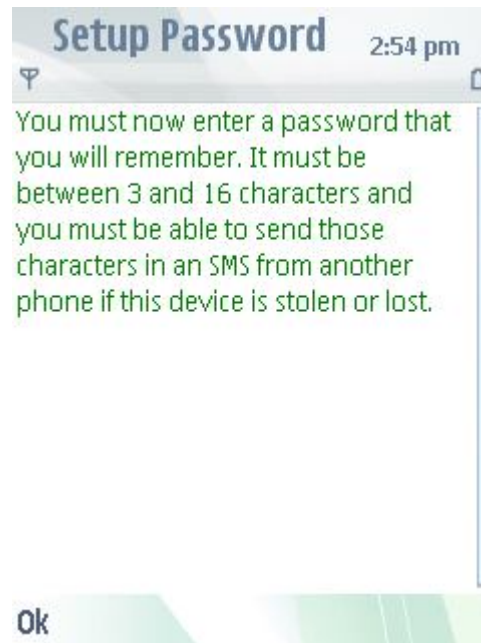 Setup Password
2:54 pm
You must now enter a password that
you will remember. It must be
between 3 and 16 characters and
you must be able to send those
characters in an SMS from another
phone if this device is stolen or lost.
Ok